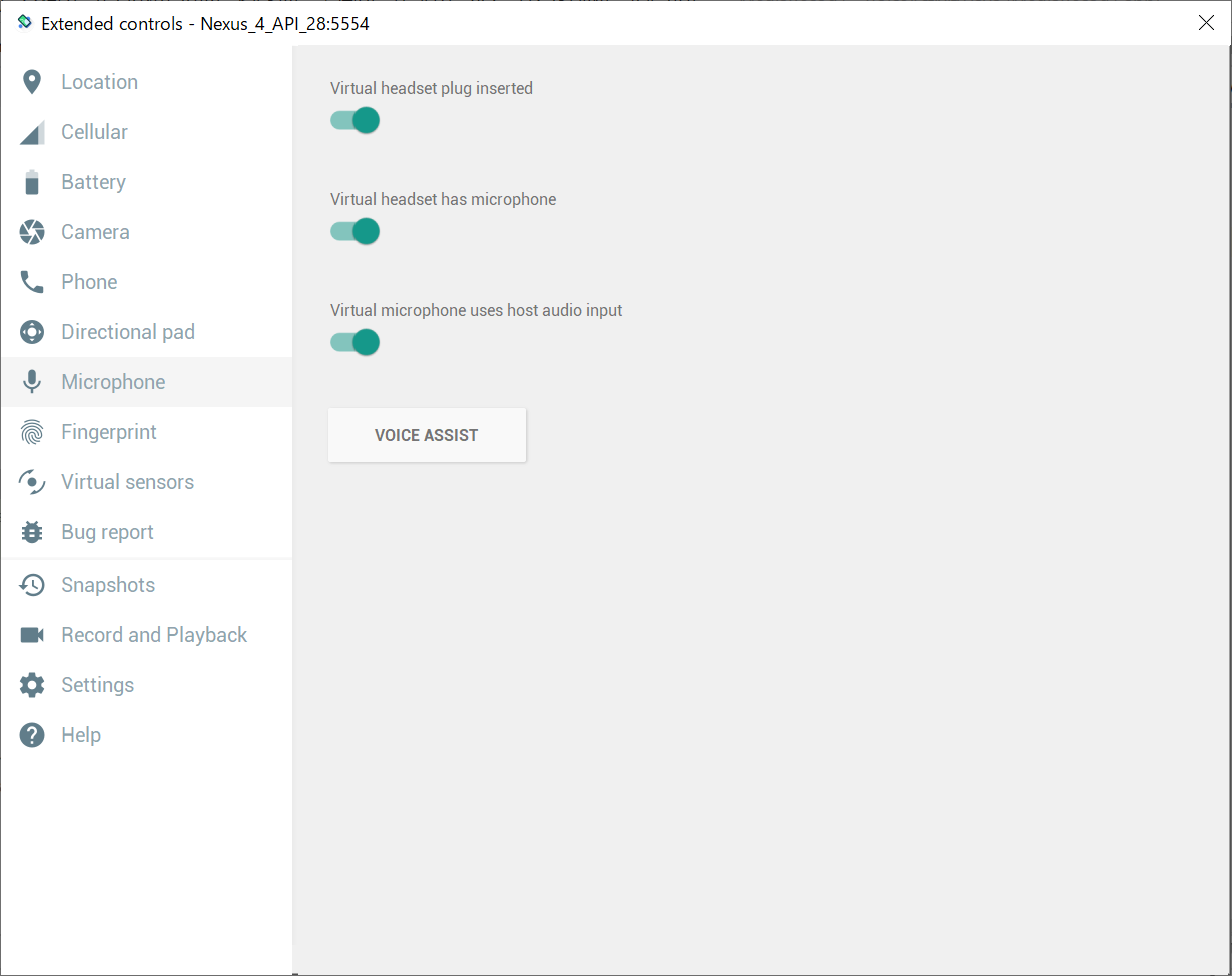 Extended controls - Nexus_4_API_28:5554
Location
Cellular
Battery
Camera
Phone
Directional pad
Microphone
Fingerprint
Virtual sensors
Bug report
Snapshots
Record and Playback
Settings
Help
Virtual headset plug inserted
Virtual headset has microphone
Virtual microphone uses host audio input
VOICE ASSIST